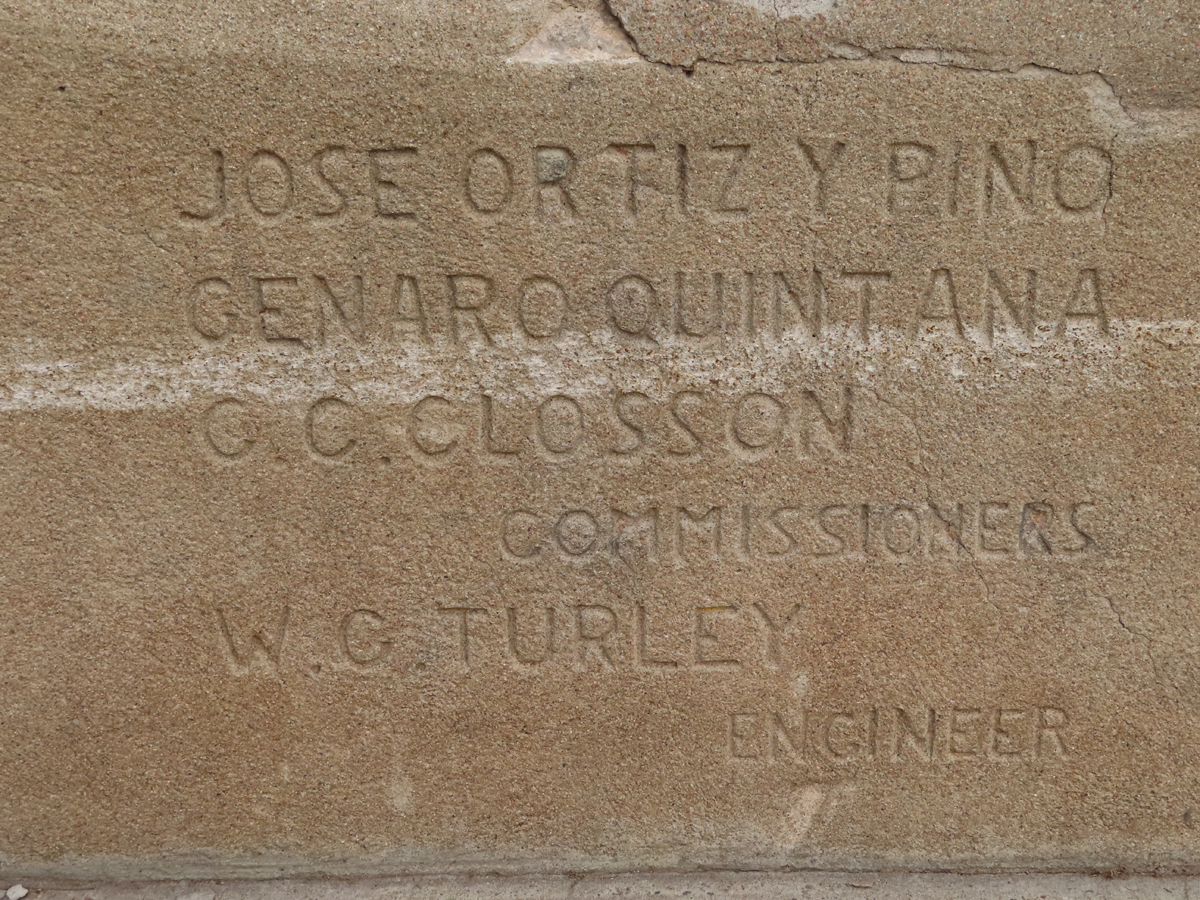 JOSE ORTIZ Y PINO
GENARO QUINTANA
G.C. CLOSSON
COMMISSIONERS
W.G. TURLEY
ENGINEER